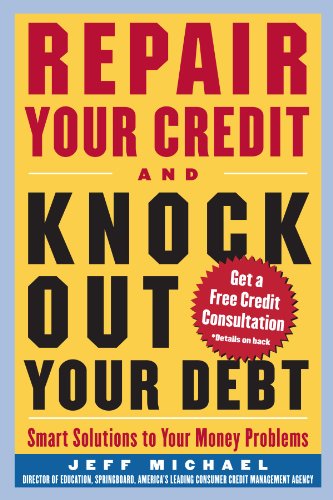 REPAIR
YOUR CREDIT
AND
KNOCK
OUT
YOUR DEBT
Get a
Free Credit
Consultation
*Details on back
Smart Solutions to Your Money Problems
JEFF MICHAEL
DIRECTOR OF EDUCATION, SPRINGBOARD, AMERICA'S LEADING CONSUMER CREDIT MANAGEMENT AGENCY